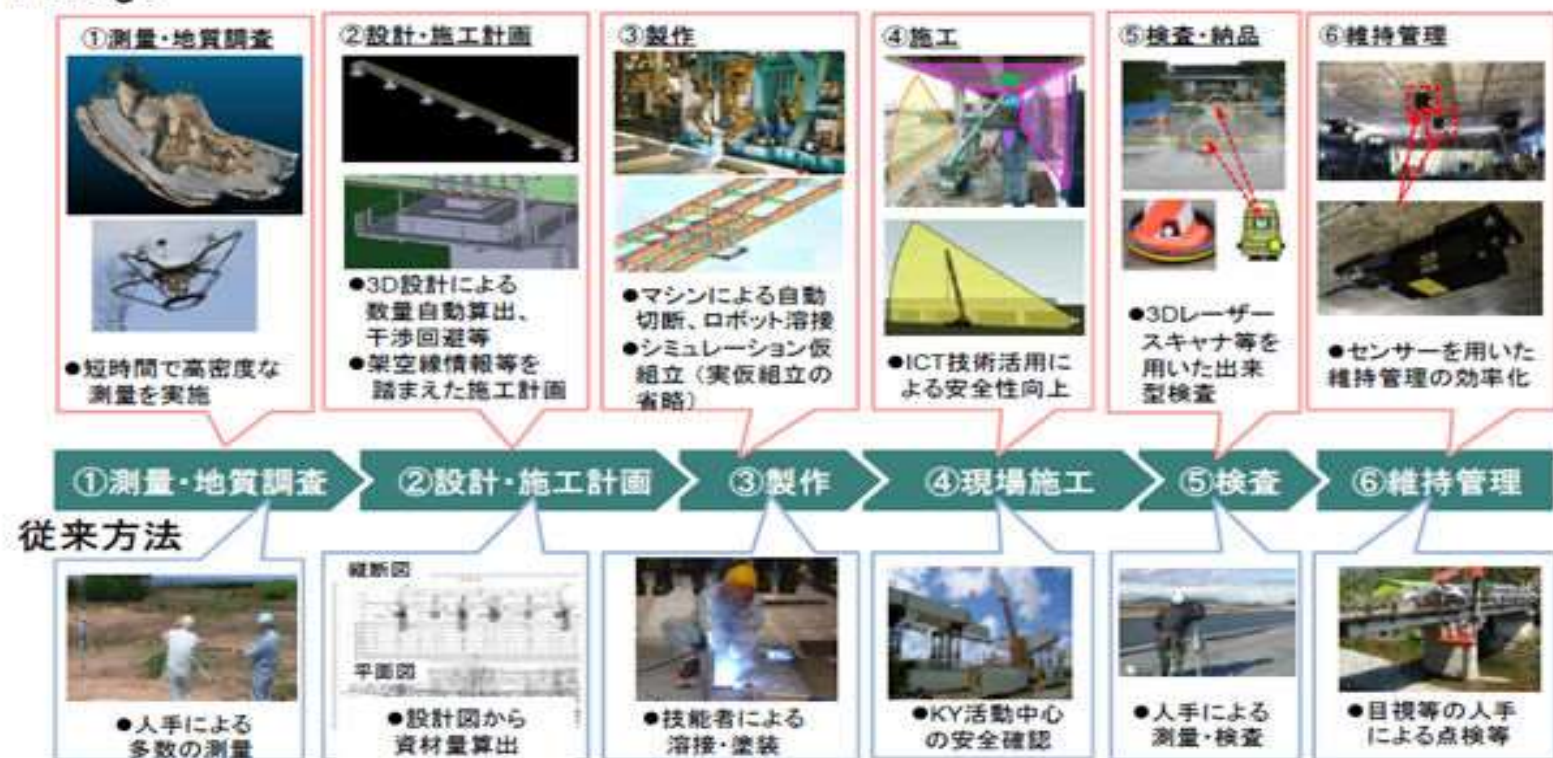 ①測量・地質調査
●短時間で高密度な
測量を実施
②設計・施工計画
●3D設計による
数量自動算出、
干渉回避等
●架空線情報等を
踏まえた施工計画
③製作
●マシンによる自動
切断、ロボット溶接
●シミュレーション仮
組立（実仮組立の
省略）
④施工
●ICT技術活用に
よる安全性向上
⑤検査・納品
●3Dレーザー
スキャナ等を
用いた出来
型検査
⑥維持管理
●センサーを用いた
維持管理の効率化
①測量・地質調査
②設計・施工計画
③製作
④現場施工
⑤検査
⑥維持管理
従来方法
●人手による
多数の測量
縦断図
平面図
●設計図から
資材量算出
●技能者による
溶接・塗装
●KY活動中心
の安全確認
●人手による
測量・検査
●目視等の人手
による点検等